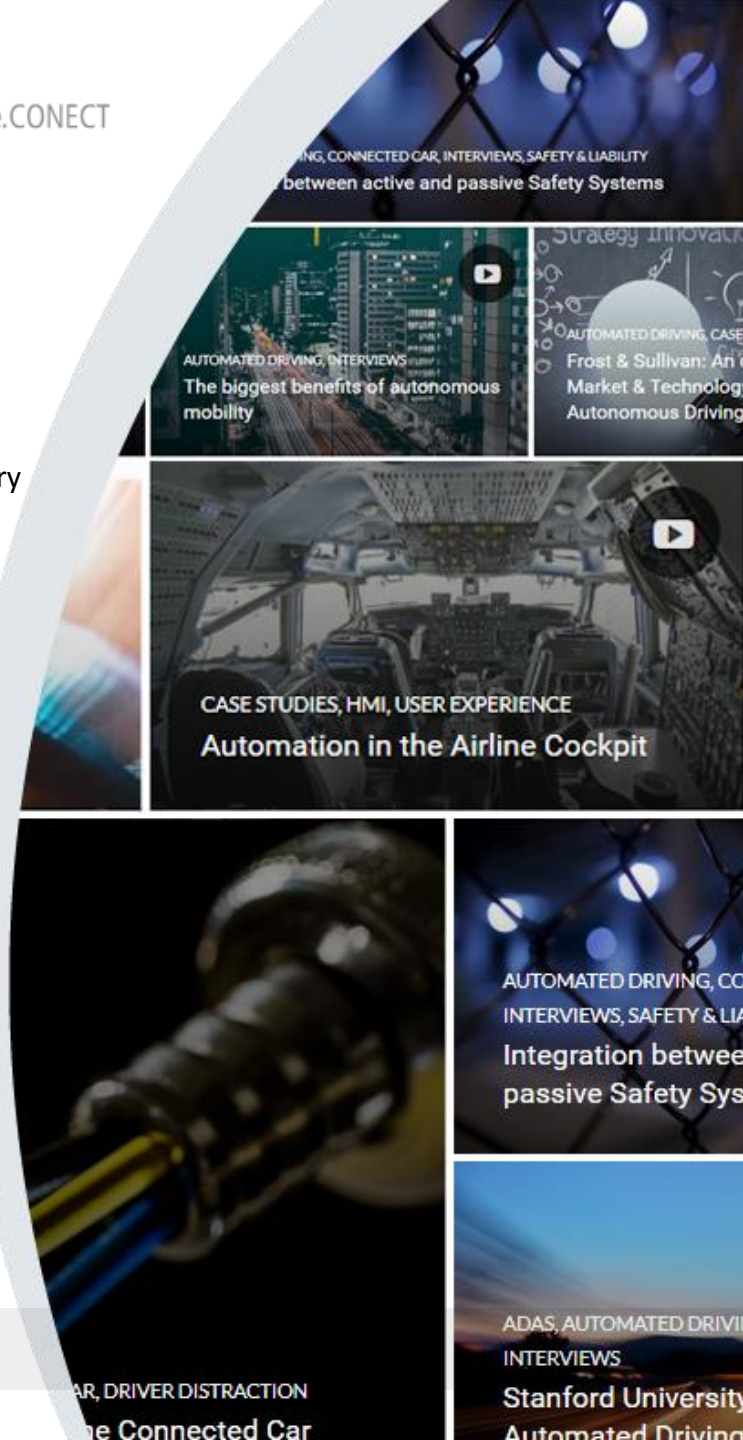 .CONECT
CONNECTED CAR, INTERVIEWS, SAFETY & LIABILITY
between active and passive Safety Systems
Strategy
AUTOMATED DRIVING, INTERVIEWS
The biggest benefits of autonomous
mobility
AUTOMATED DRIVING, CASE
Frost & Sullivan: An
Market & Technology
Autonomous Driving
ry
CASE STUDIES, HMI, USER EXPERIENCE
Automation in the Airline Cockpit
AUTOMATED DRIVING, CO
INTERVIEWS, SAFETY & LIA
Integration betwee
passive Safety Sys
ADAS, AUTOMATED DRIVI
INTERVIEWS
Stanford University
Automated Driving
AR, DRIVER DISTRACTION
e Connected Car